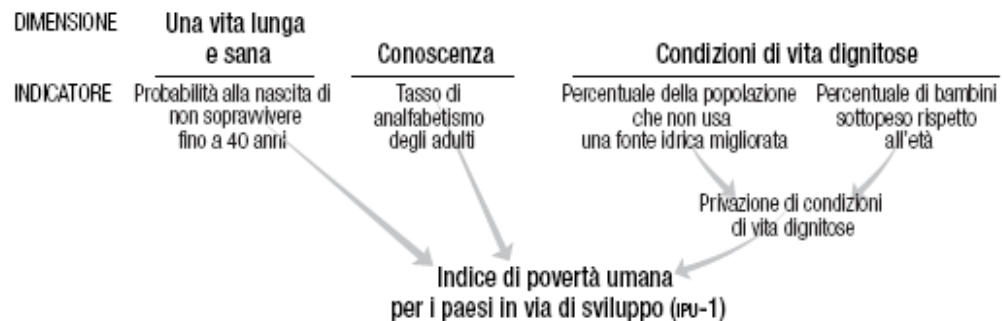 DIMENSIONE
Una vita lunga
e sana
Conoscenza
Condizioni di vita dignitose
INDICATORE
Probabilità alla nascita di
non sopravvivere
fino a 40 anni
Tasso di
analfabetismo
degli adulti
Percentuale della popolazione
che non usa
una fonte idrica migliorata
Percentuale di bambini
sottopeso rispetto
all'età
Privazione di condizioni
di vita dignitose
Indice di povertà umana
per i paesi in via di sviluppo (IPU-1)